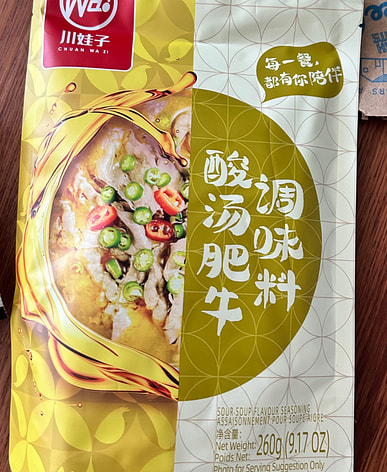 Wa!
川娃子
CHUAN WA ZI
每一餐,
都有你陪伴
酸汤肥牛
调味料
SOUR SOUP FLAVOUR SEASONING
ASSAISONNEMENT POUR SOUPE AIGRE
净含量:
Net Weight: 260g (9.17 OZ)
Poids Net:
Photo for Serving Suggestion Only